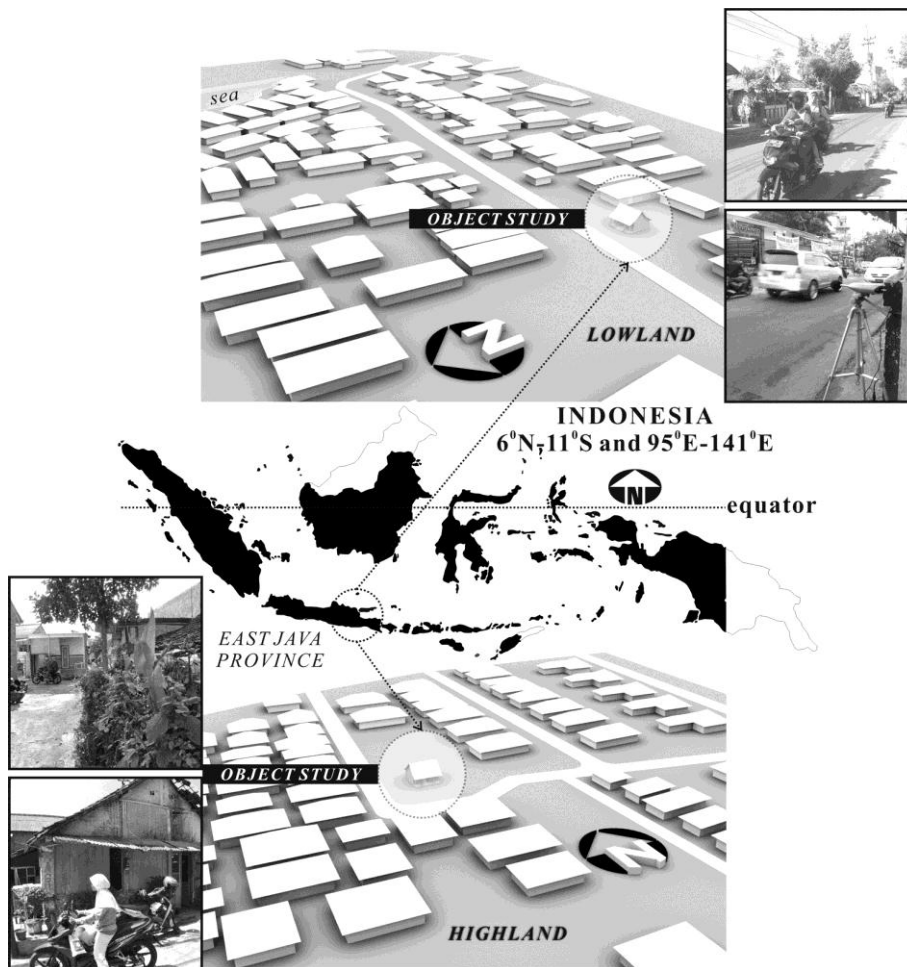 sea
OBJECT STUDY
N
LOWLAND
INDONESIA
6⁰N-11⁰S and 95⁰E-141⁰E
N
equator
EAST JAVA
PROVINCE
OBJECT STUDY
N
HIGHLAND